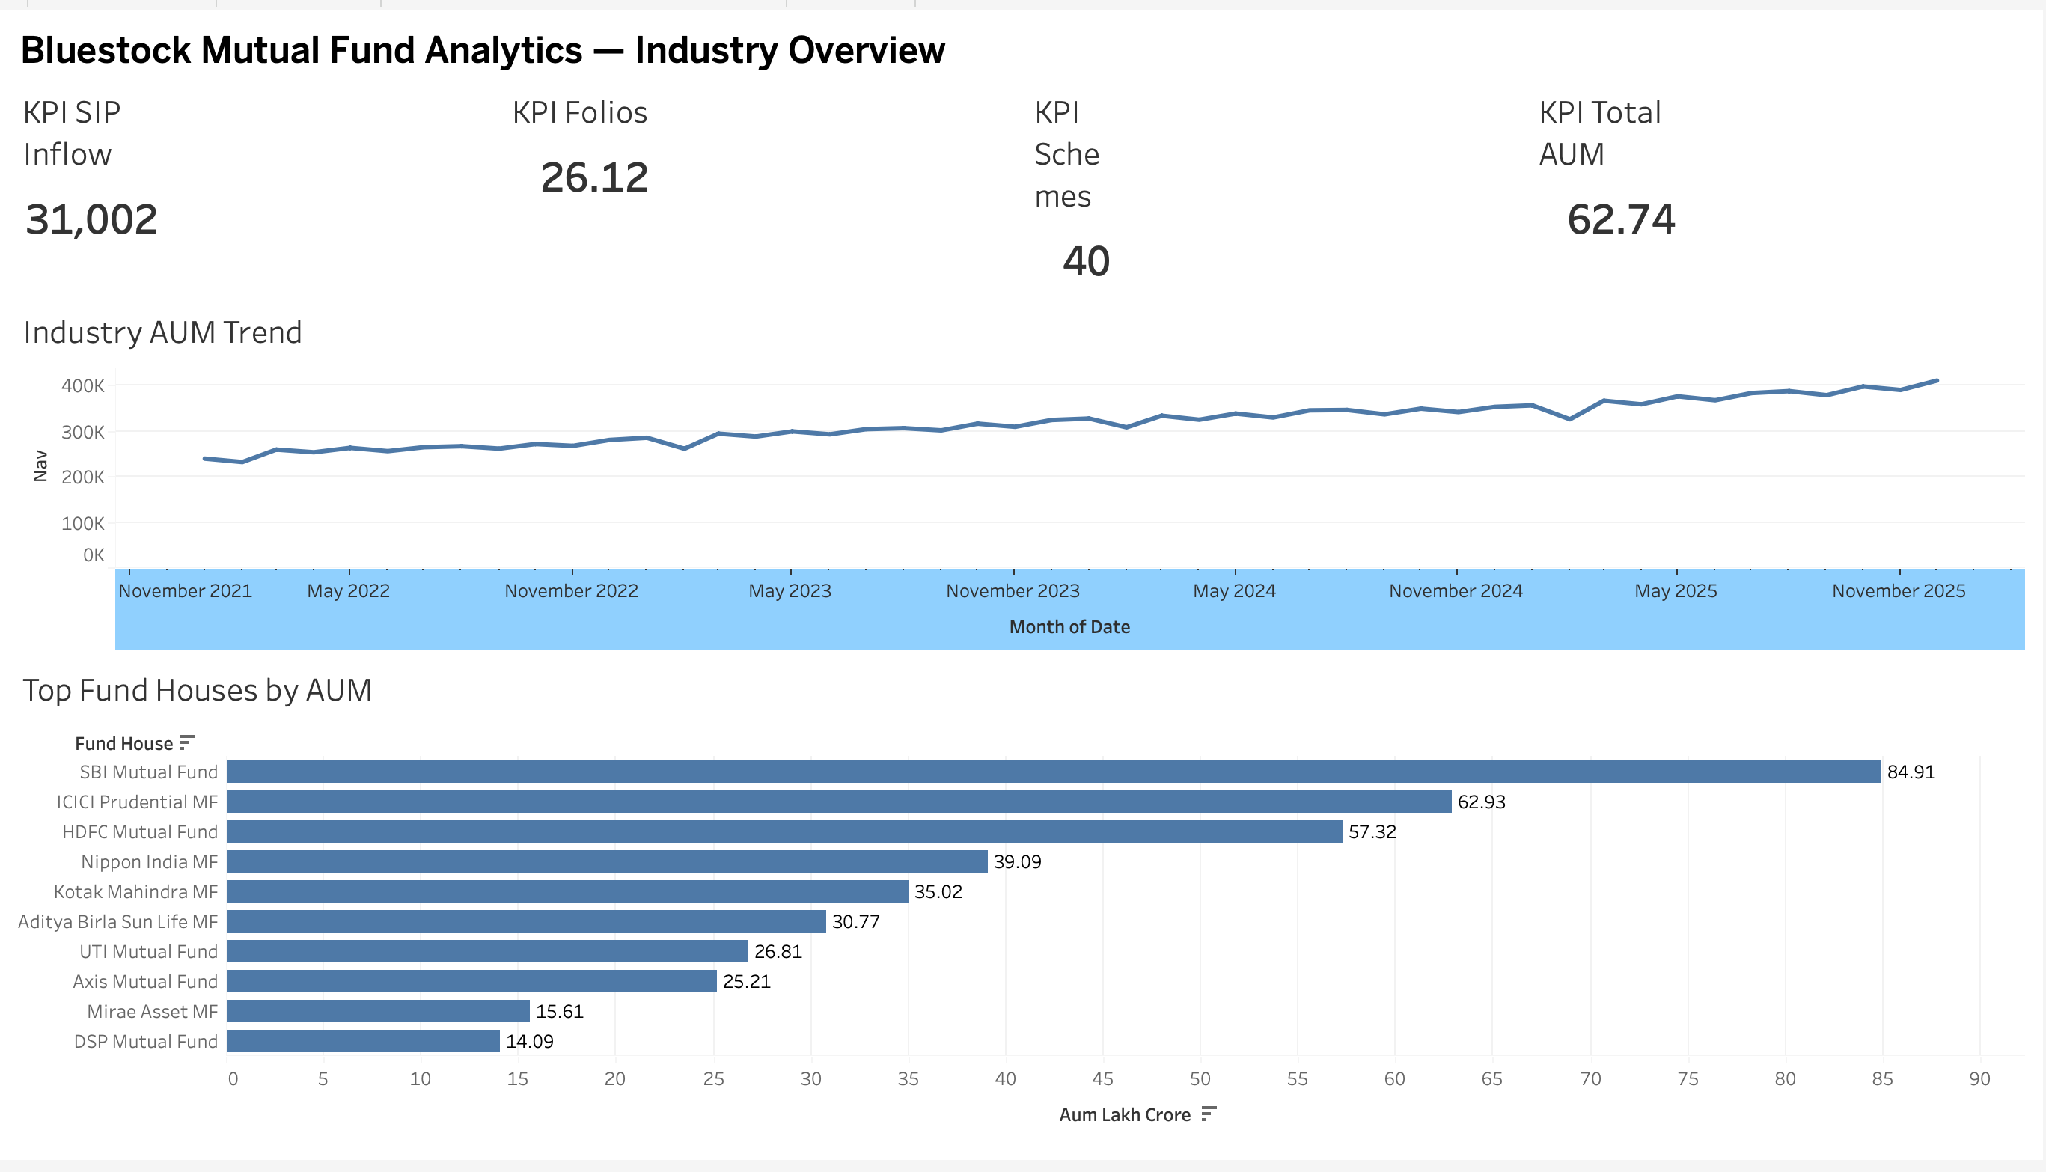 Bluestock Mutual Fund Analytics — Industry Overview
KPI SIP
Inflow
31,002
KPI Folios
26.12
KPI
Sche
mes
40
KPI Total
AUM
62.74
Industry AUM Trend
Nav
400K
300K
200K
100K
0K
November 2021 May 2022 November 2022 May 2023 November 2023 May 2024 November 2024 May 2025 November 2025
Month of Date
Top Fund Houses by AUM
Fund House
SBI Mutual Fund 84.91
ICICI Prudential MF 62.93
HDFC Mutual Fund 57.32
Nippon India MF 39.09
Kotak Mahindra MF 35.02
Aditya Birla Sun Life MF 30.77
UTI Mutual Fund 26.81
Axis Mutual Fund 25.21
Mirae Asset MF 15.61
DSP Mutual Fund 14.09
0 5 10 15 20 25 30 35 40 45 50 55 60 65 70 75 80 85 90
Aum Lakh Crore